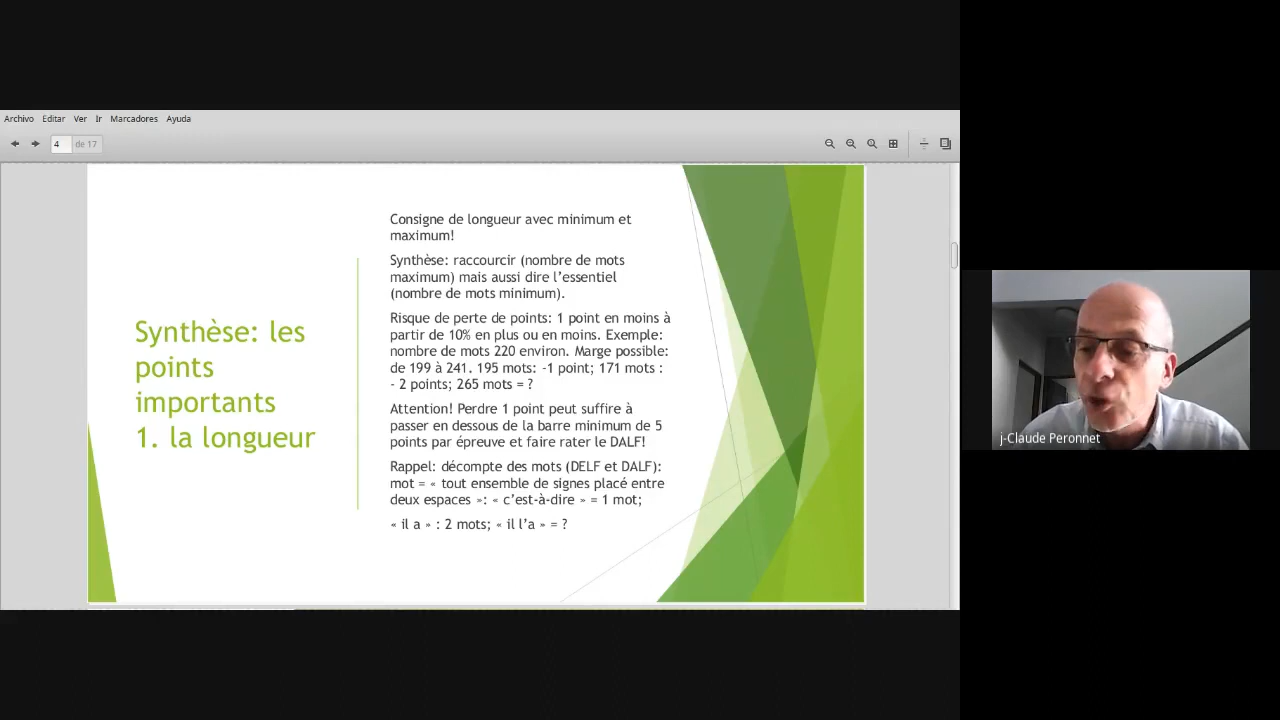 Archivo Editar Ver Ir Marcadores Ayuda
4 de 17
Synthèse: les
points
importants
1. la longueur
Consigne de longueur avec minimum et
maximum!
Synthèse: raccourcir (nombre de mots
maximum) mais aussi dire l’essentiel
(nombre de mots minimum).
Risque de perte de points: 1 point en moins à
partir de 10% en plus ou en moins. Exemple:
nombre de mots 220 environ. Marge possible:
de 199 à 241. 195 mots: -1 point; 171 mots :
- 2 points; 265 mots = ?
Attention! Perdre 1 point peut suffire à
passer en dessous de la barre minimum de 5
points par épreuve et faire rater le DALF!
Rappel: décompte des mots (DELF et DALF):
mot = « tout ensemble de signes placé entre
deux espaces »: « c’est-à-dire » = 1 mot;
« il a » : 2 mots; « il l’a » = ?
j-Claude Peronnet